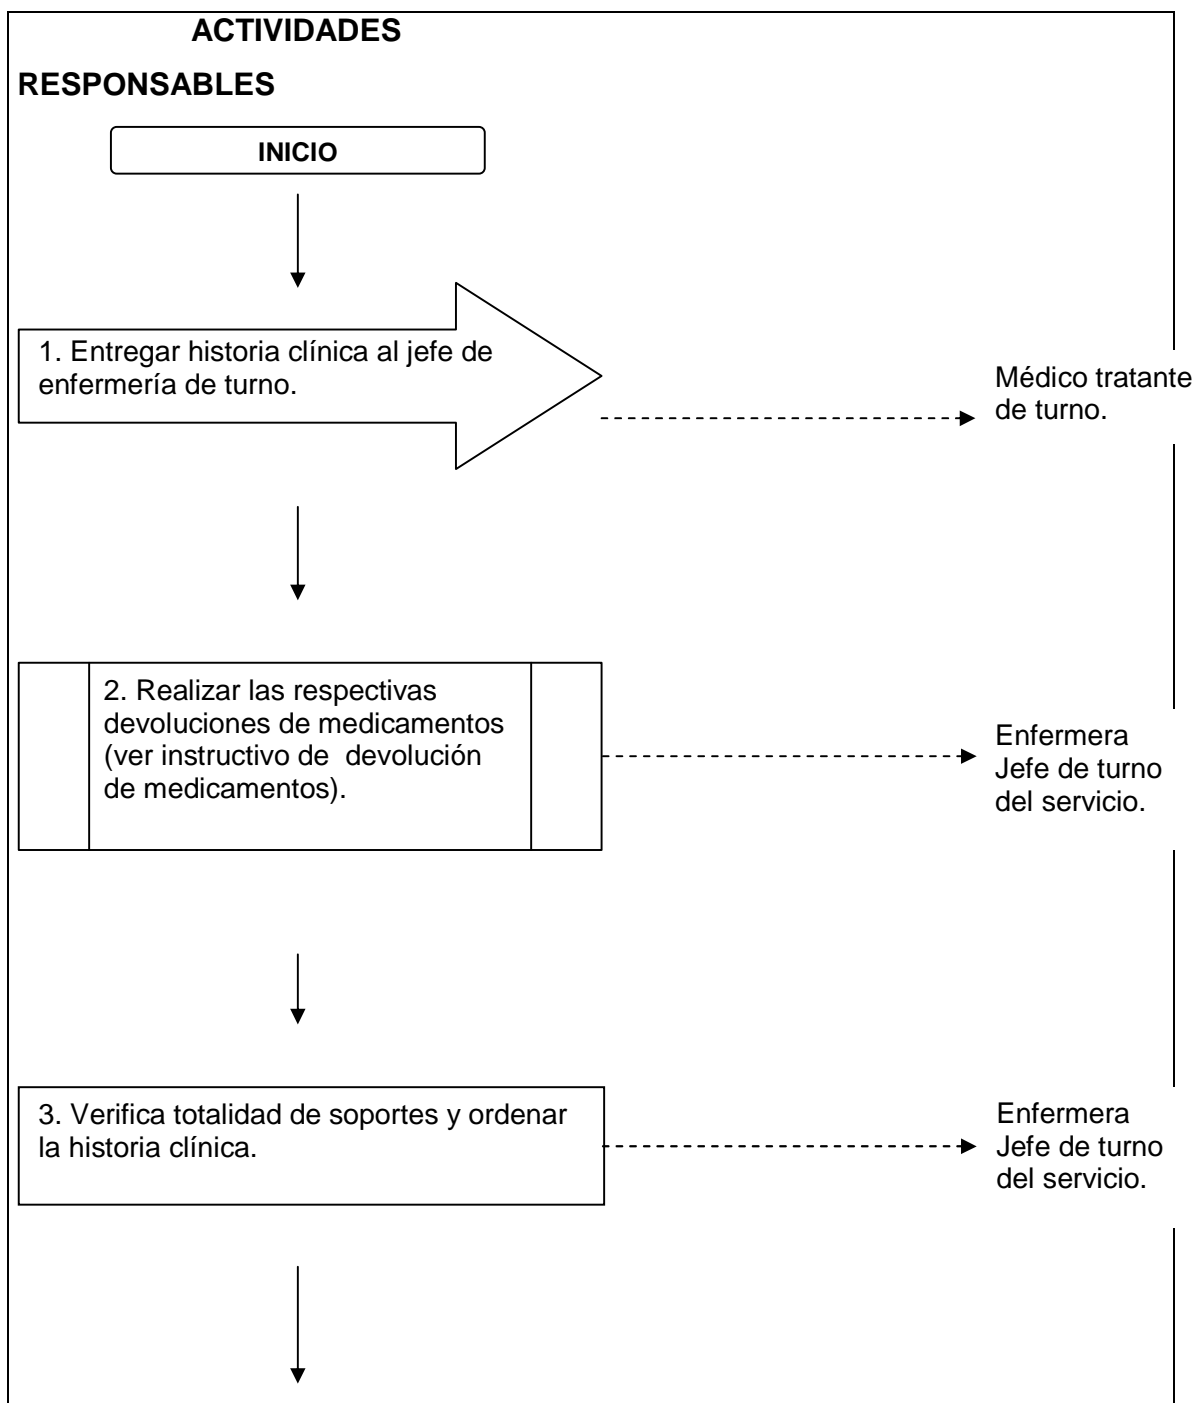 ACTIVIDADES
RESPONSABLES
INICIO
1. Entregar historia clínica al jefe de
enfermería de turno.
Médico tratante
de turno.
2. Realizar las respectivas
devoluciones de medicamentos
(ver instructivo de  devolución
de medicamentos).
Enfermera
Jefe de turno
del servicio.
3. Verifica totalidad de soportes y ordenar
la historia clínica.
Enfermera
Jefe de turno
del servicio.